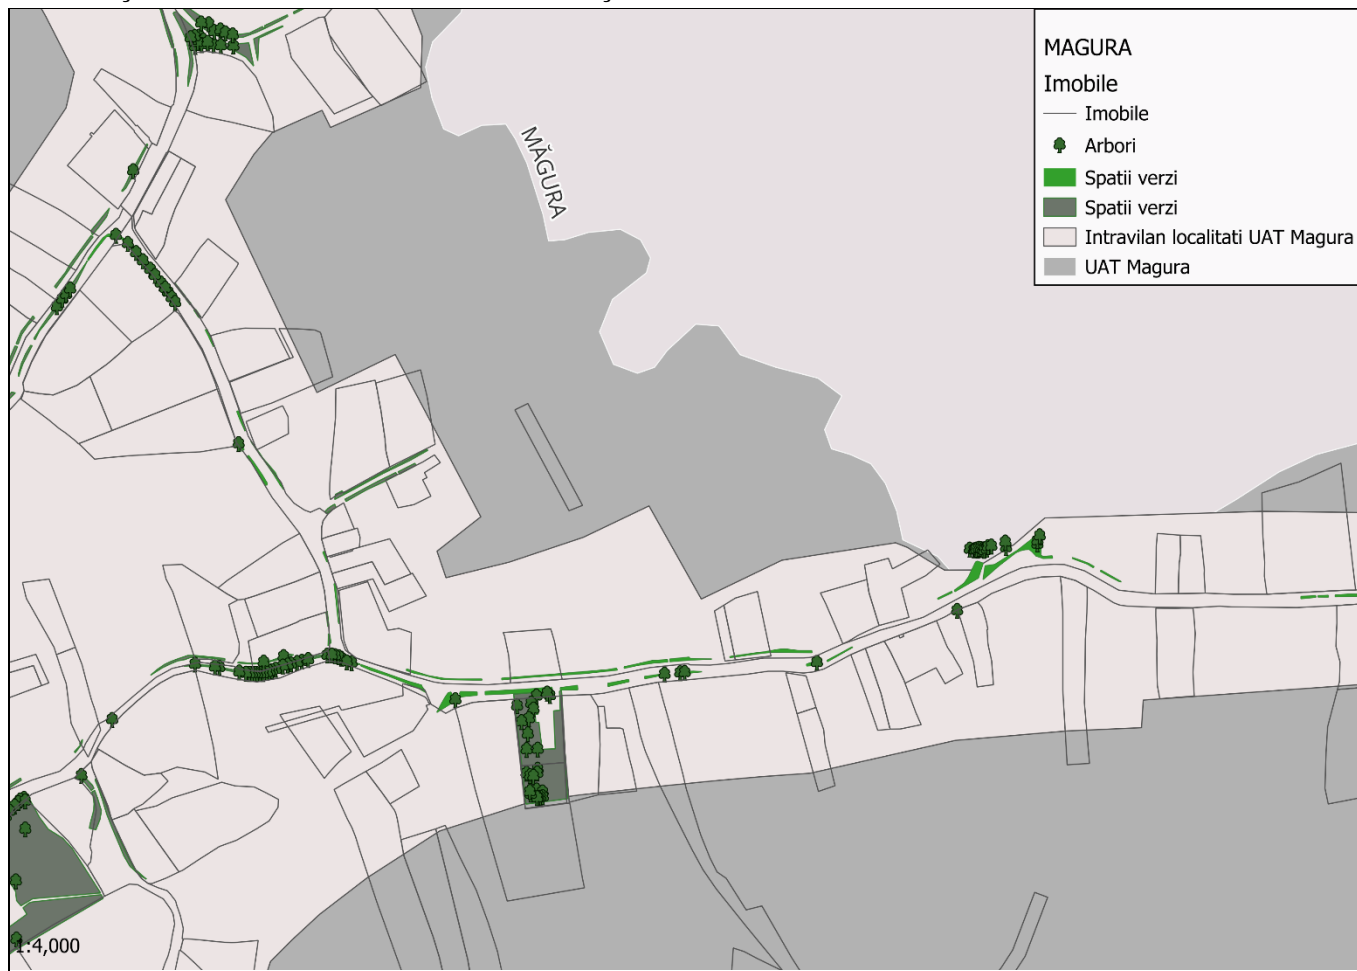 MAGURA
Imobile
Imobile
Arbori
Spatii verzi
Spatii verzi
Intravilan localitati UAT Magura
UAT Magura
MĂGURA
1:4,000